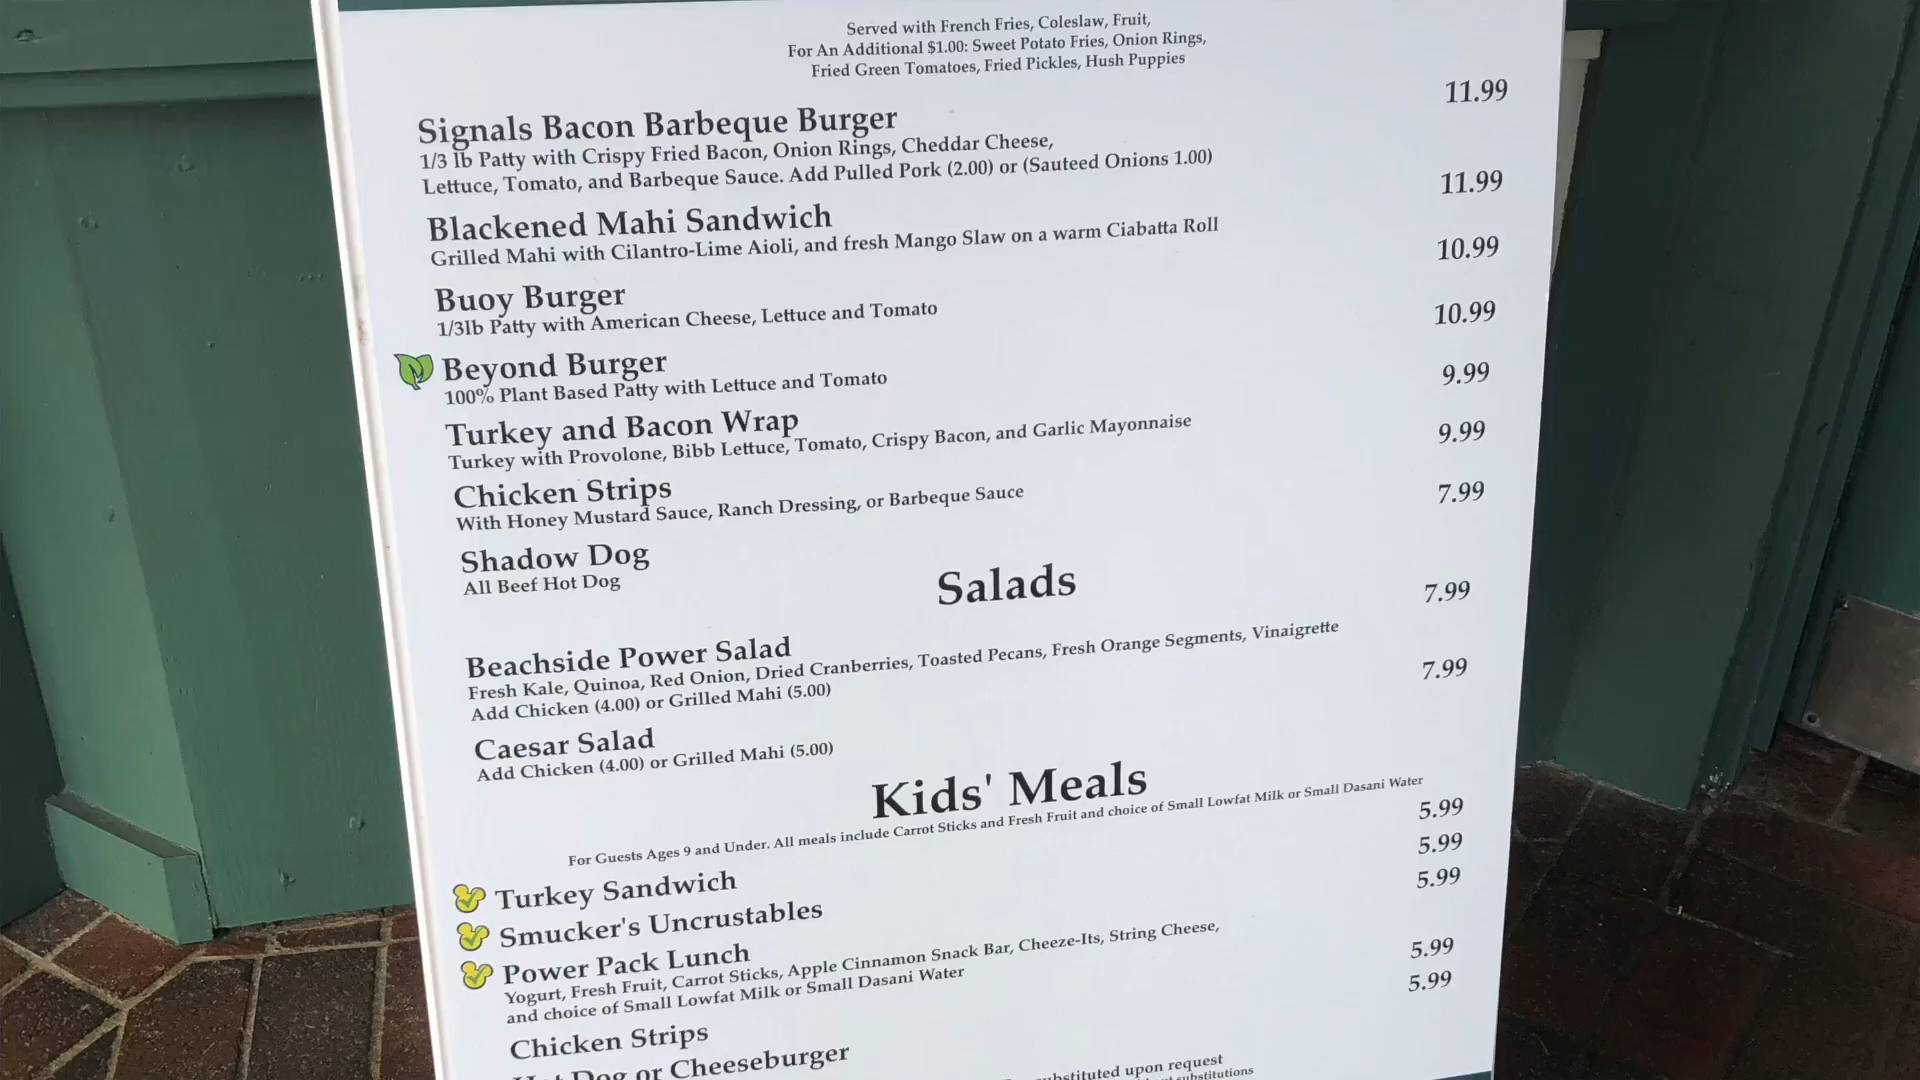 Served with French Fries, Coleslaw, Fruit,
For An Additional $1.00: Sweet Potato Fries, Onion Rings,
Fried Green Tomatoes, Fried Pickles, Hush Puppies
Signals Bacon Barbeque Burger 11.99
1/3 lb Patty with Crispy Fried Bacon, Onion Rings, Cheddar Cheese,
Lettuce, Tomato, and Barbeque Sauce. Add Pulled Pork (2.00) or (Sauteed Onions 1.00)
Blackened Mahi Sandwich 11.99
Grilled Mahi with Cilantro-Lime Aioli, and fresh Mango Slaw on a warm Ciabatta Roll
Buoy Burger 10.99
1/3lb Patty with American Cheese, Lettuce and Tomato
Beyond Burger 10.99
100% Plant Based Patty with Lettuce and Tomato
Turkey and Bacon Wrap 9.99
Turkey with Provolone, Bibb Lettuce, Tomato, Crispy Bacon, and Garlic Mayonnaise
Chicken Strips 9.99
With Honey Mustard Sauce, Ranch Dressing, or Barbeque Sauce
Shadow Dog 7.99
All Beef Hot Dog
Salads
Beachside Power Salad 7.99
Fresh Kale, Quinoa, Red Onion, Dried Cranberries, Toasted Pecans, Fresh Orange Segments, Vinaigrette
Add Chicken (4.00) or Grilled Mahi (5.00)
Caesar Salad 7.99
Add Chicken (4.00) or Grilled Mahi (5.00)
Kids' Meals
For Guests Ages 9 and Under. All meals include Carrot Sticks and Fresh Fruit and choice of Small Lowfat Milk or Small Dasani Water
Turkey Sandwich 5.99
Smucker's Uncrustables 5.99
Power Pack Lunch 5.99
Yogurt, Fresh Fruit, Carrot Sticks, Apple Cinnamon Snack Bar, Cheeze-Its, String Cheese,
and choice of Small Lowfat Milk or Small Dasani Water
Chicken Strips 5.99
Hot Dog or Cheeseburger 5.99
substituted upon request
substitutions